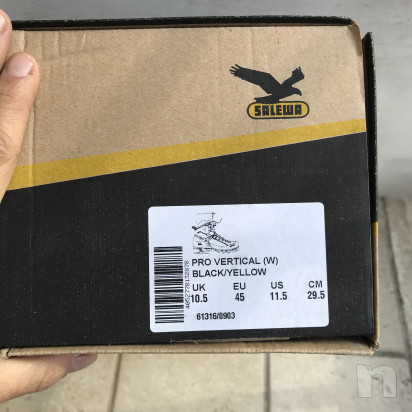 SALEWA
PRO VERTICAL (W)
BLACK/YELLOW
UK EU US CM
10.5 45 11.5 29.5
61316/0903
n